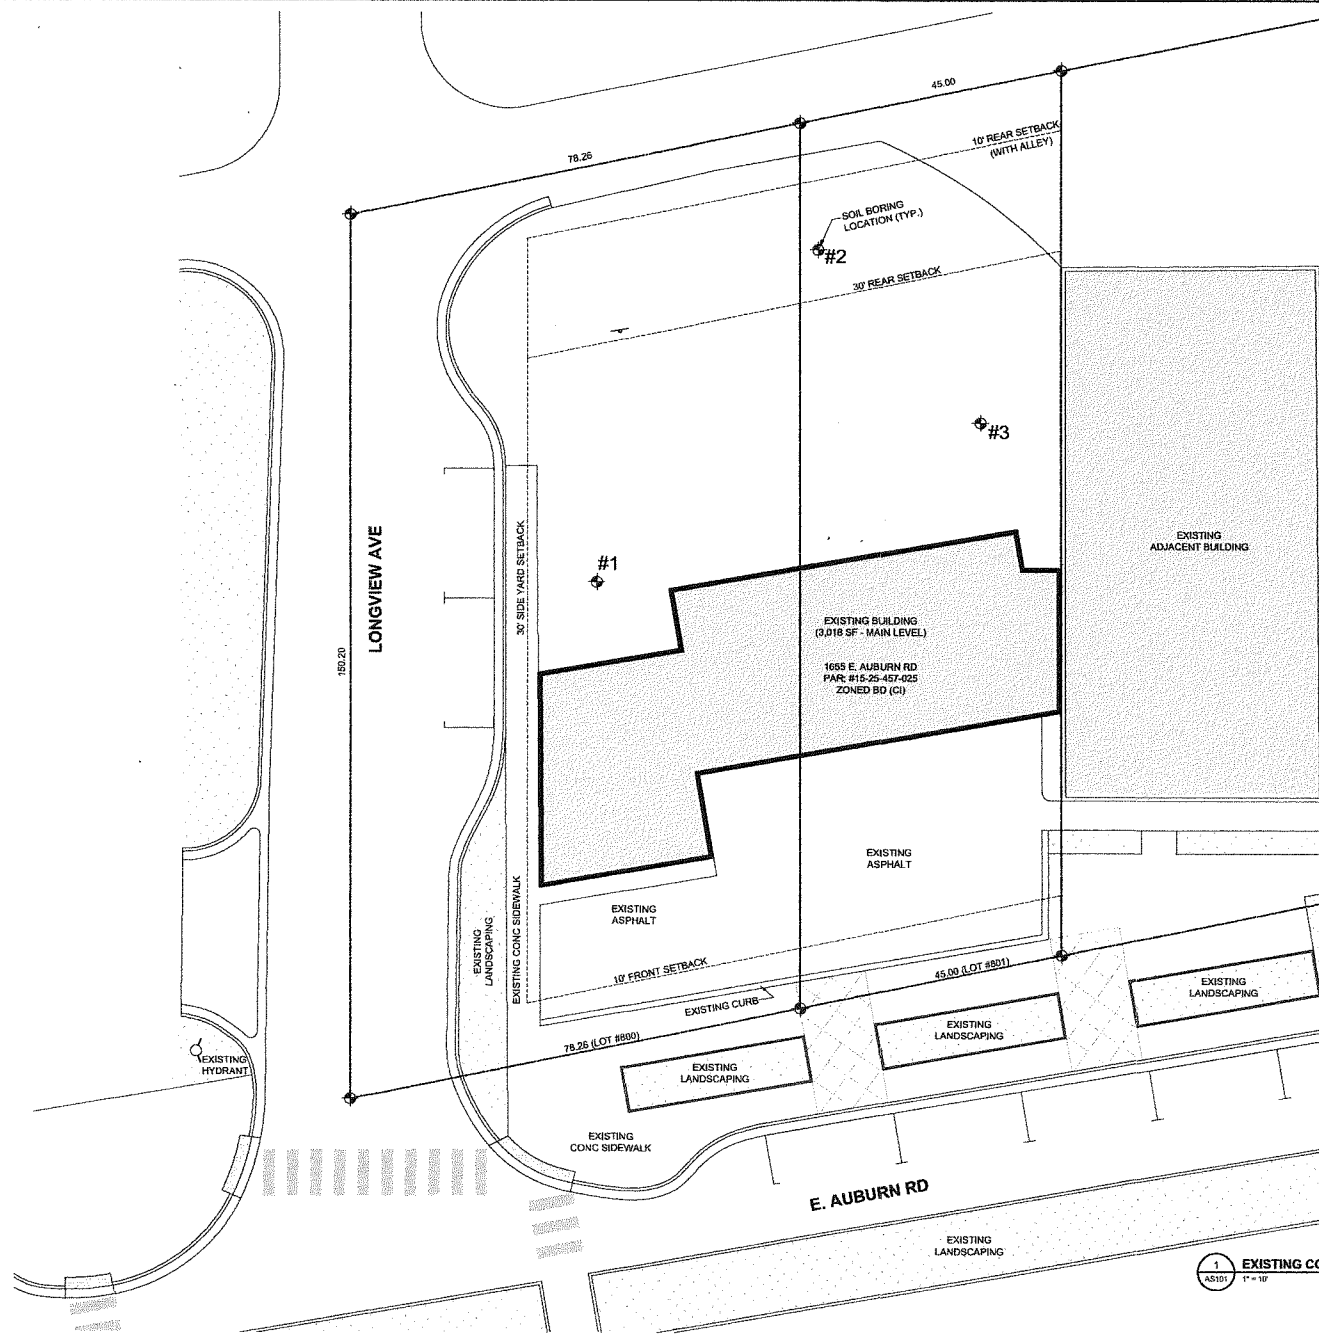 45.00
78.26
10' REAR SETBACK
(WITH ALLEY)
SOIL BORING
LOCATION (TYP.)
#2
30' REAR SETBACK
#3
LONGVIEW AVE
30' SIDE YARD SETBACK
#1
EXISTING
ADJACENT BUILDING
150.20
EXISTING BUILDING
(3,018 SF - MAIN LEVEL)
1655 E. AUBURN RD
PAR; #15-25-457-025
ZONED BD (CI)
EXISTING
ASPHALT
EXISTING
ASPHALT
EXISTING
LANDSCAPING
EXISTING CONC SIDEWALK
10' FRONT SETBACK
45.00 (LOT #801)
EXISTING CURB
EXISTING
LANDSCAPING
EXISTING
LANDSCAPING
78.26 (LOT #800)
EXISTING
HYDRANT
EXISTING
LANDSCAPING
EXISTING
CONC SIDEWALK
E. AUBURN RD
EXISTING
LANDSCAPING
1
AS101
EXISTING CO
1" = 10'